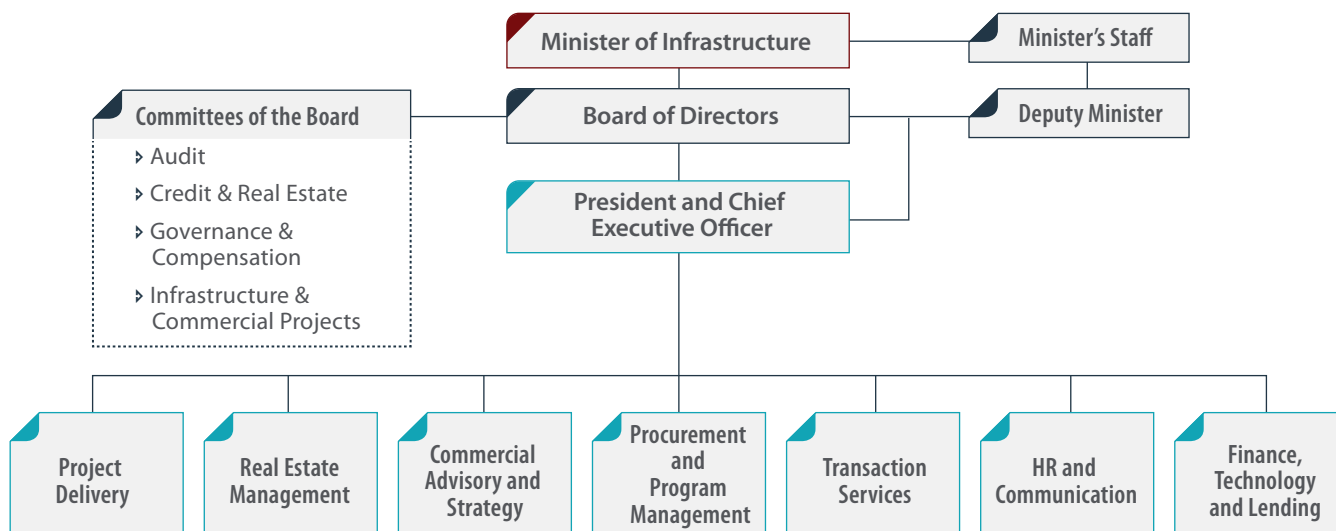 Minister of Infrastructure
Minister’s Staff
Committees of the Board
Board of Directors
Deputy Minister
Audit
Credit & Real Estate
Governance &
Compensation
Infrastructure &
Commercial Projects
President and Chief
Executive Officer
Project
Delivery
Real Estate
Management
Commercial
Advisory and
Strategy
Procurement
and
Program
Management
Transaction
Services
HR and
Communication
Finance,
Technology
and Lending